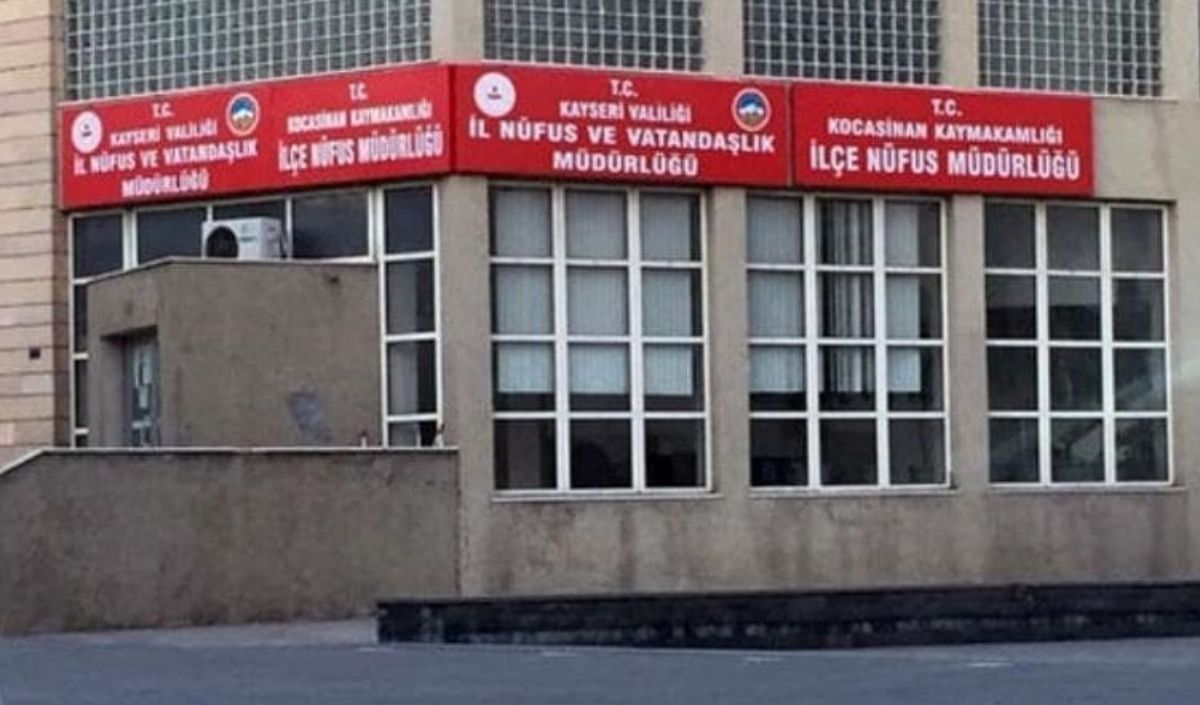 T.C.
KAYSERİ VALİLİĞİ
İL NÜFUS VE VATANDAŞLIK
MÜDÜRLÜĞÜ
T.C.
KOCASİNAN KAYMAKAMLIĞI
İLÇE NÜFUS MÜDÜRLÜĞÜ
T.C.
KAYSERİ VALİLİĞİ
İL NÜFUS VE VATANDAŞLIK
MÜDÜRLÜĞÜ
T.C.
KOCASİNAN KAYMAKAMLIĞI
İLÇE NÜFUS MÜDÜRLÜĞÜ